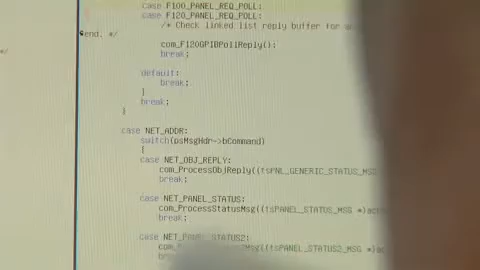 case F100_PANEL_REQ_POLL:
case F120_PANEL_REQ_POLL:
/* Check linked list reply buffer for
end. */
com_F120GPIBPollReply();
break;
default:
break;
}
break;
}
case NET_ADDR:
switch(psMsgHdr->bCommand)
{
case NET_OBJ_REPLY:
com_ProcessObjReply((tsPNL_GENERIC_STATUS_MSG
break;
case NET_PANEL_STATUS:
com_ProcessStatusMsg((tsPANEL_STATUS_MSG *)
break;
case NET_PANEL_STATUS2:
(tsPANEL_STATUS2_MSG *)
*/